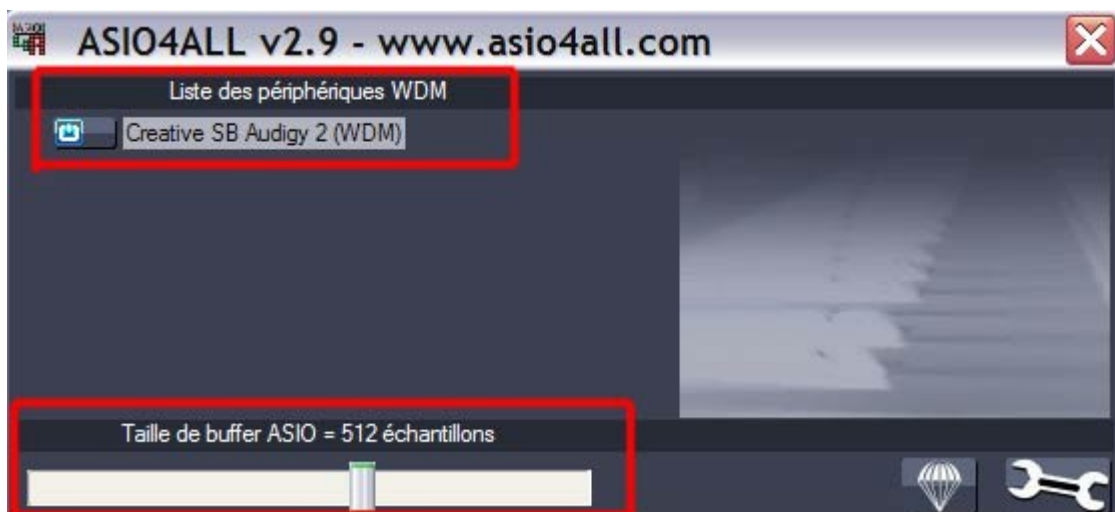 ASIO4ALL v2.9 - www.asio4all.com
Liste des périphériques WDM
Creative SB Audigy 2 (WDM)
Taille de buffer ASIO = 512 échantillons